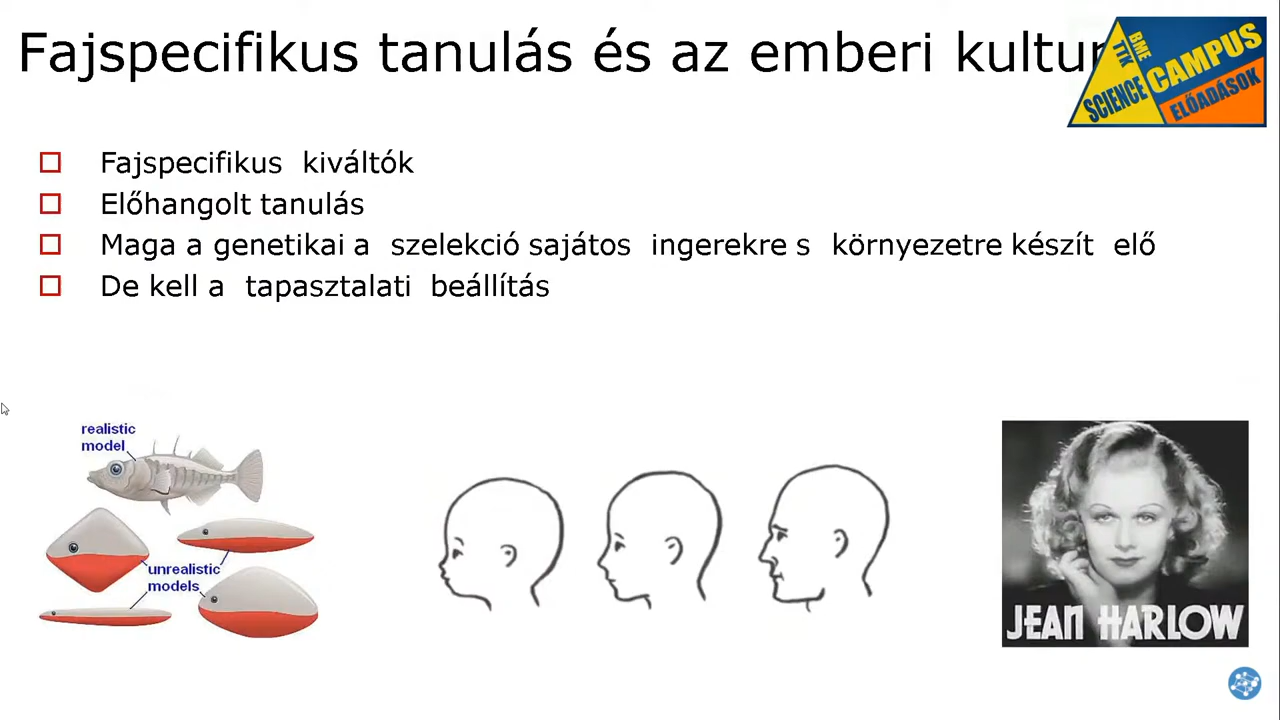 Fajspecifikus tanulás és az emberi kultur
BME
TTK
SCIENCE
CAMPUS
ELŐADÁSOK
Fajspecifikus kiváltók
Előhangolt tanulás
Maga a genetikai a szelekció sajátos ingerekre s környezetre készít elő
De kell a tapasztalati beállítás
realistic
model
unrealistic
models
JEAN HARLOW